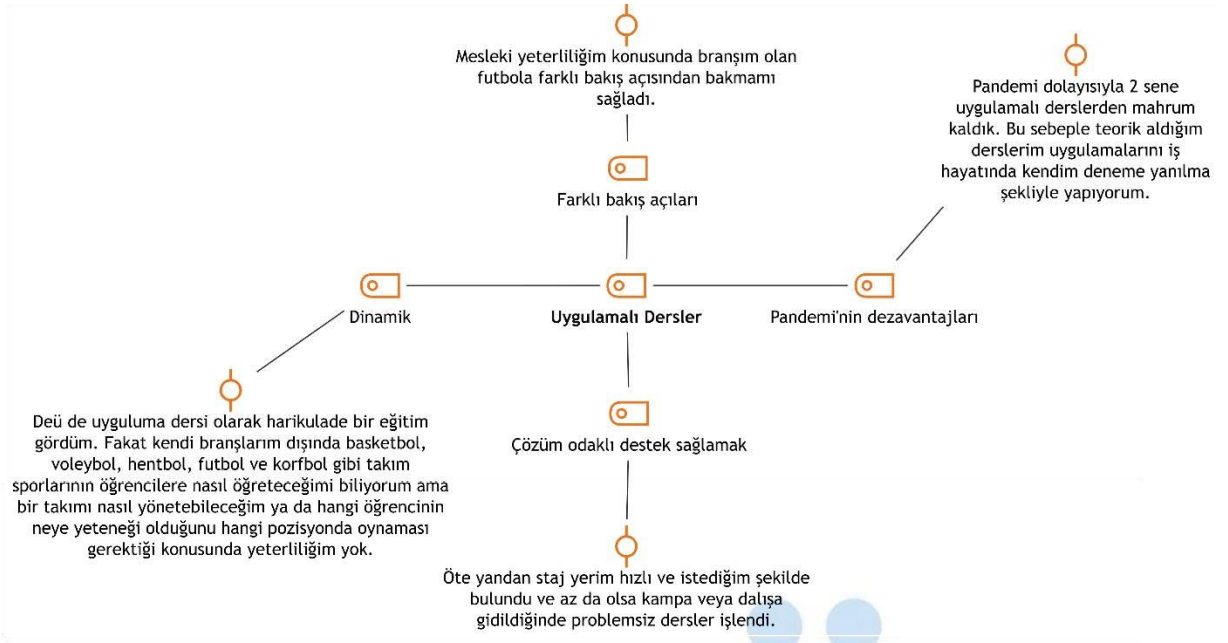 Mesleki yeterliliğim konusunda branşım olan
futbola farklı bakış açısından bakmamı
sağladı.
Pandemi dolayısıyla 2 sene
uygulamalı derslerden mahrum
kaldık. Bu sebeple teorik aldığım
derslerim uygulamalarını iş
hayatında kendim deneme yanılma
şekliyle yapıyorum.
Farklı bakış açıları
Dinamik
Uygulamalı Dersler
Pandemi'nin dezavantajları
Deü de uyguluma dersi olarak harikulade bir eğitim
gördüm. Fakat kendi branşlarım dışında basketbol,
voleybol, hentbol, futbol ve korfbol gibi takım
sporlarının öğrencilere nasıl öğreteceğimi biliyorum ama
bir takımı nasıl yönetebileceğim ya da hangi öğrencinin
neye yeteneği olduğunu hangi pozisyonda oynaması
gerektiği konusunda yeterliliğim yok.
Çözüm odaklı destek sağlamak
Öte yandan staj yerim hızlı ve istediğim şekilde
bulundu ve az da olsa kampa veya dalışa
gidildiğinde problemsiz dersler işlendi.